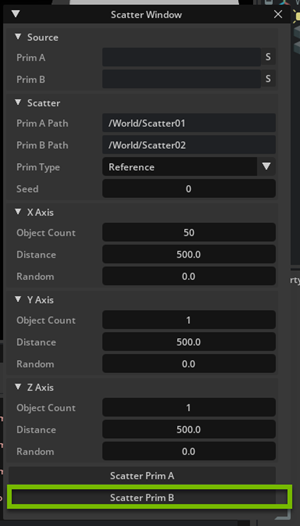 Scatter Window
Source
Prim A S
Prim B S
Scatter
Prim A Path /World/Scatter01
Prim B Path /World/Scatter02
Prim Type Reference
Seed 0
X Axis
Object Count 50
Distance 500.0
Random 0.0
Y Axis
Object Count 1
Distance 500.0
Random 0.0
Z Axis
Object Count 1
Distance 500.0
Random 0.0
Scatter Prim A
Scatter Prim B